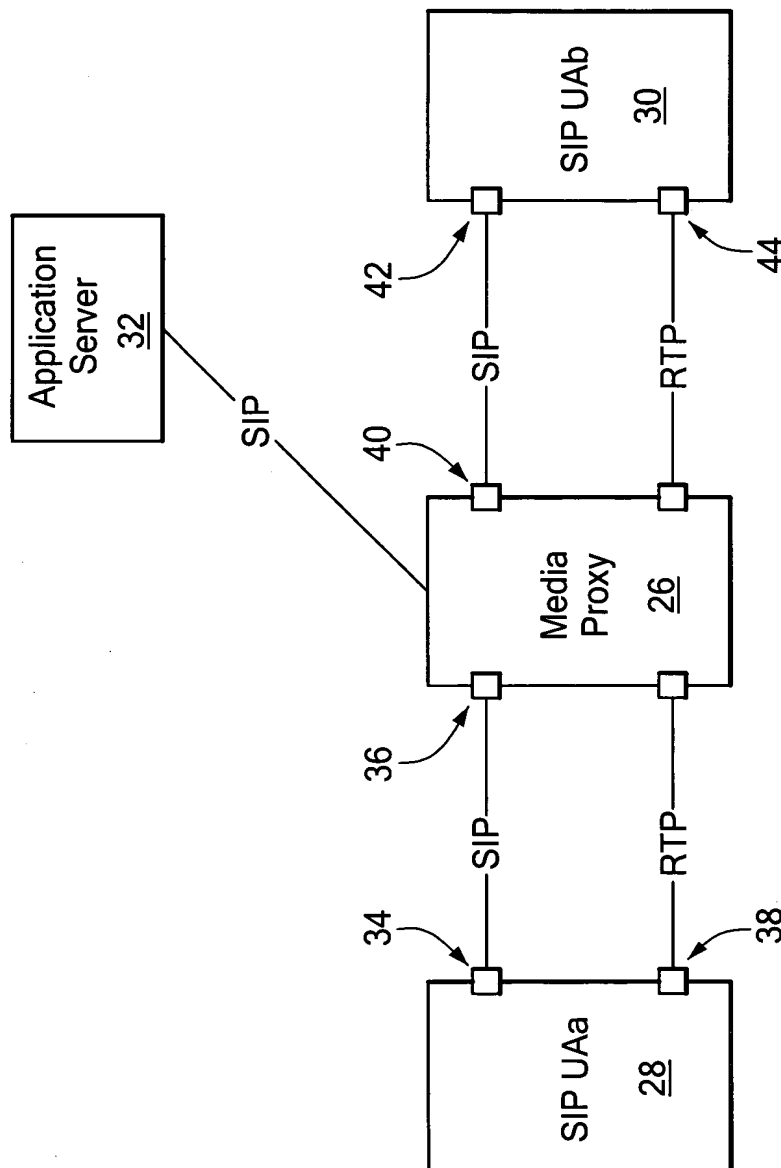 Application
Server
32
SIP
34
36
40
42
SIP
SIP
SIP UAa
28
Media
Proxy
26
SIP UAb
30
RTP
RTP
38
44